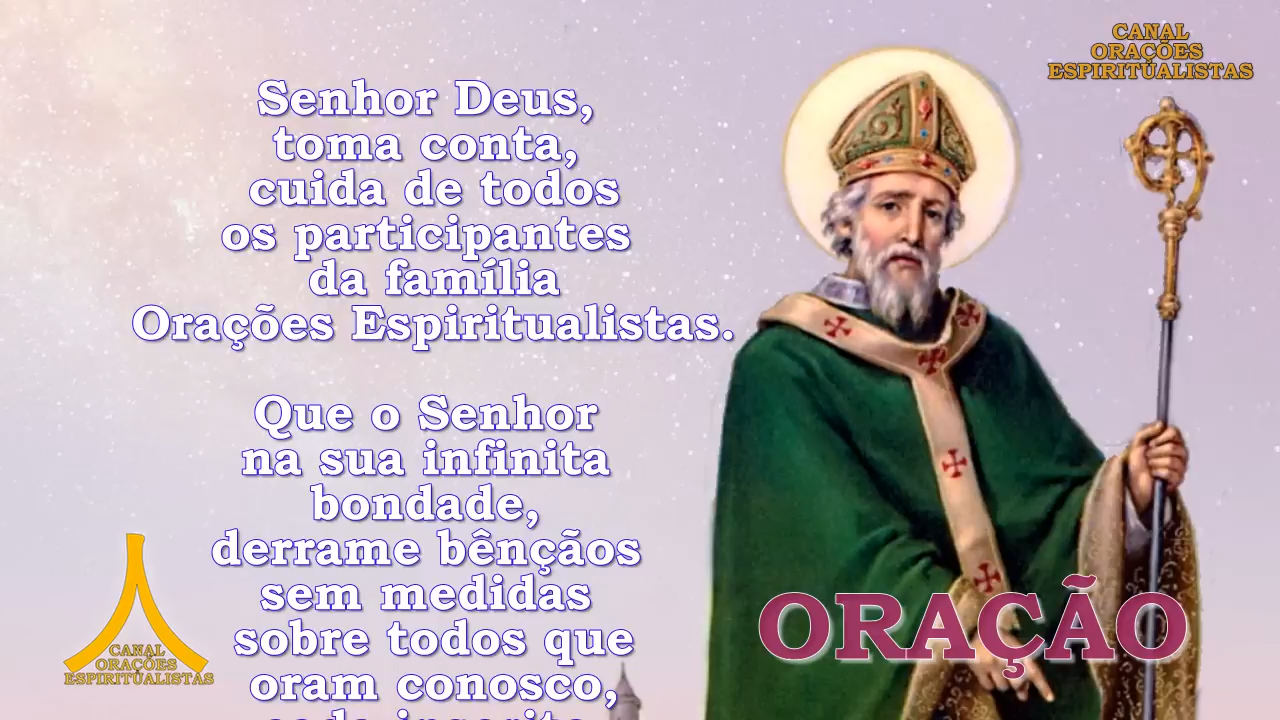 CANAL
ORAÇÕES
ESPIRITUALISTAS
Senhor Deus,
toma conta,
cuida de todos
os participantes
da família
Orações Espiritualistas.
Que o Senhor
na sua infinita
bondade,
derrame bênçãos
sem medidas
sobre todos que
oram conosco,
ORAÇÃO
CANAL
ORAÇÕES
ESPIRITUALISTAS